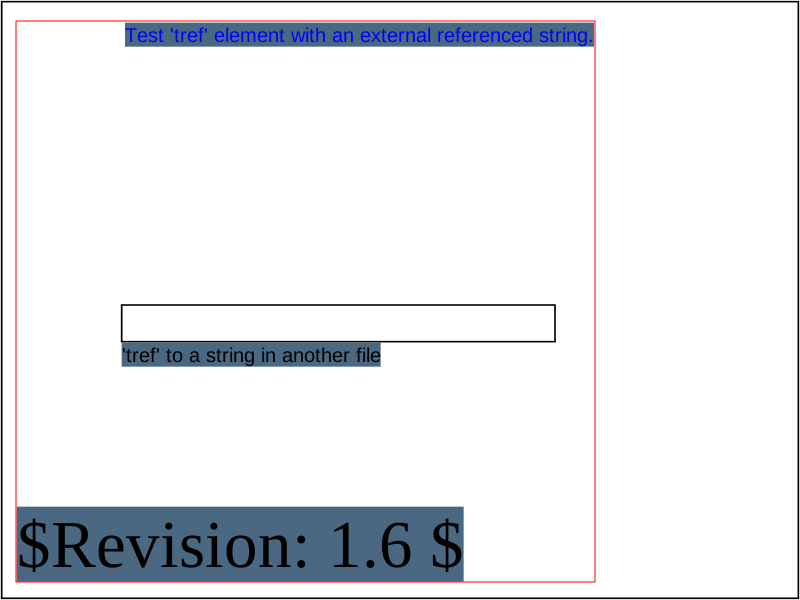 Test 'tref' element with an external referenced string.
'tref' to a string in another file
$Revision: 1.6 $